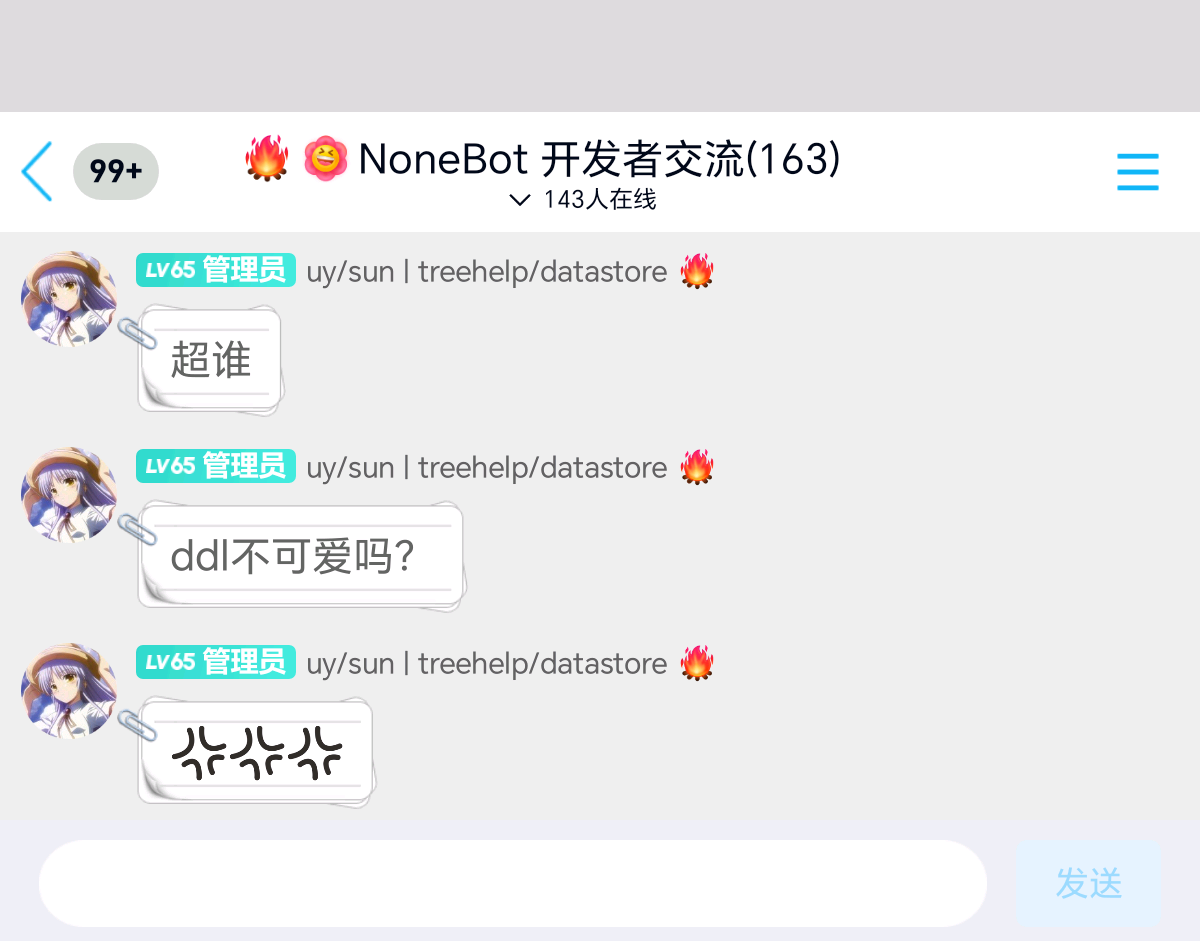 99+
🔥 NoneBot 开发者交流(163)
143人在线
LV65 管理员 uy/sun | treehelp/datastore 🔥
超谁
LV65 管理员 uy/sun | treehelp/datastore 🔥
ddl不可爱吗?
LV65 管理员 uy/sun | treehelp/datastore 🔥
💢💢💢
发送